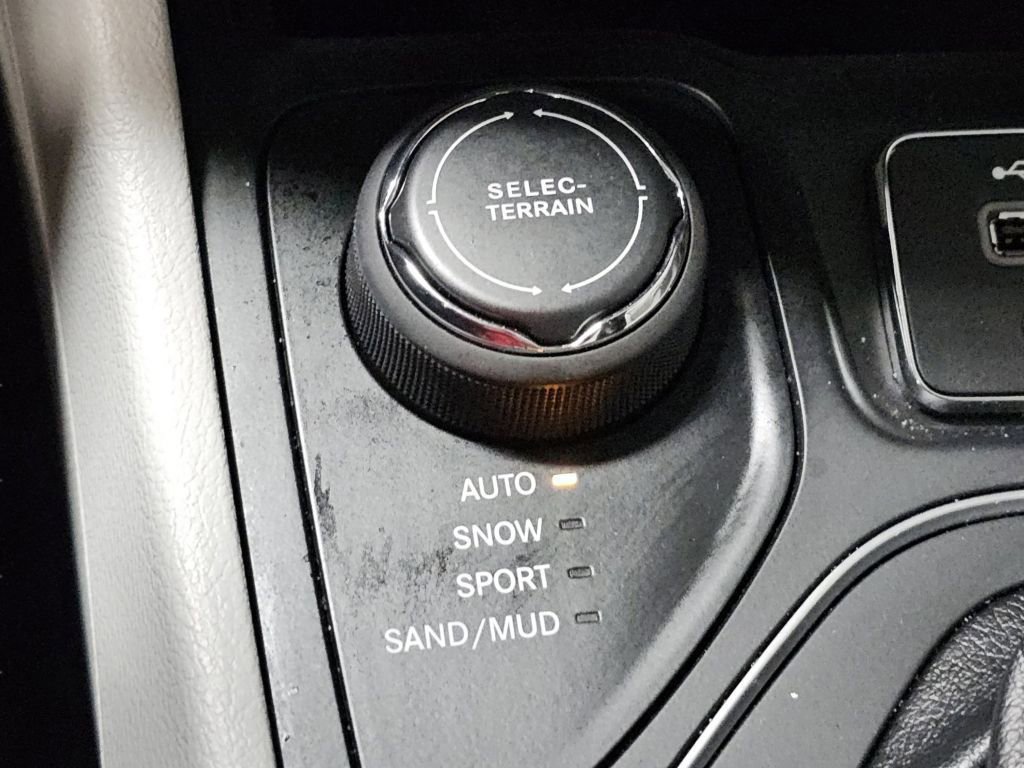 SELEC-
TERRAIN
AUTO
SNOW
SPORT
SAND/MUD